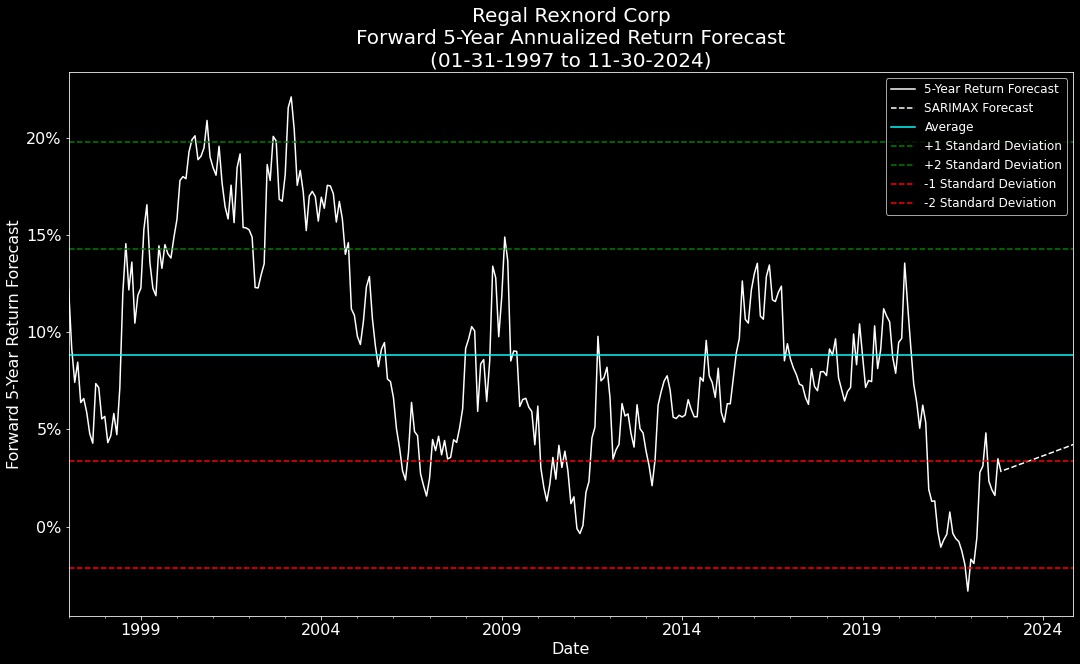 Regal Rexnord Corp
Forward 5-Year Annualized Return Forecast
(01-31-1997 to 11-30-2024)
5-Year Return Forecast
SARIMAX Forecast
Average
+1 Standard Deviation
+2 Standard Deviation
-1 Standard Deviation
-2 Standard Deviation
Forward 5-Year Return Forecast
20%
15%
10%
5%
0%
1999 2004 2009 2014 2019 2024
Date